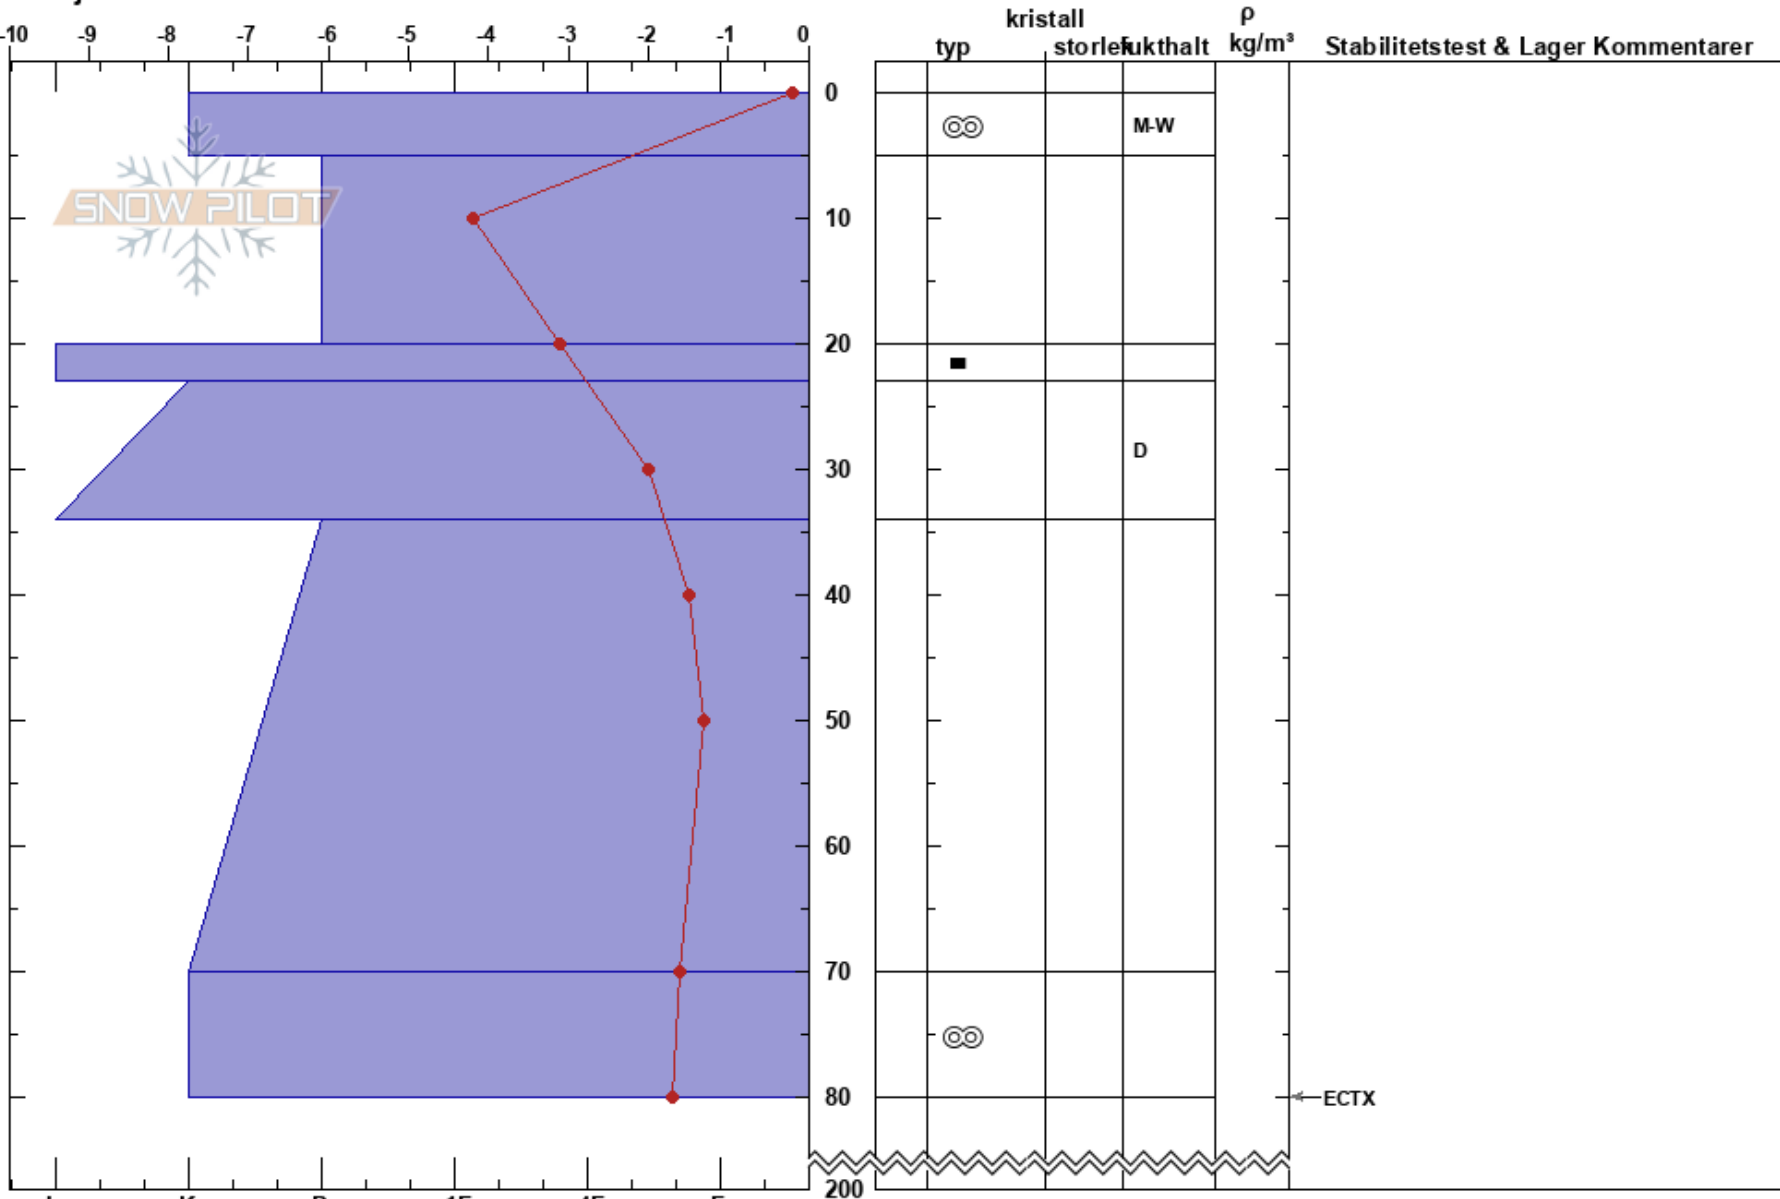 kristall ρ
-10 -9 -8 -7 -6 -5 -4 -3 -2 -1 0 typ storlek fukthalt kg/m³ Stabilitetstest & Lager Kommentarer
0
M-W
SNOW PILOT
10
20
30
D
40
50
60
70
80
ECTX
200